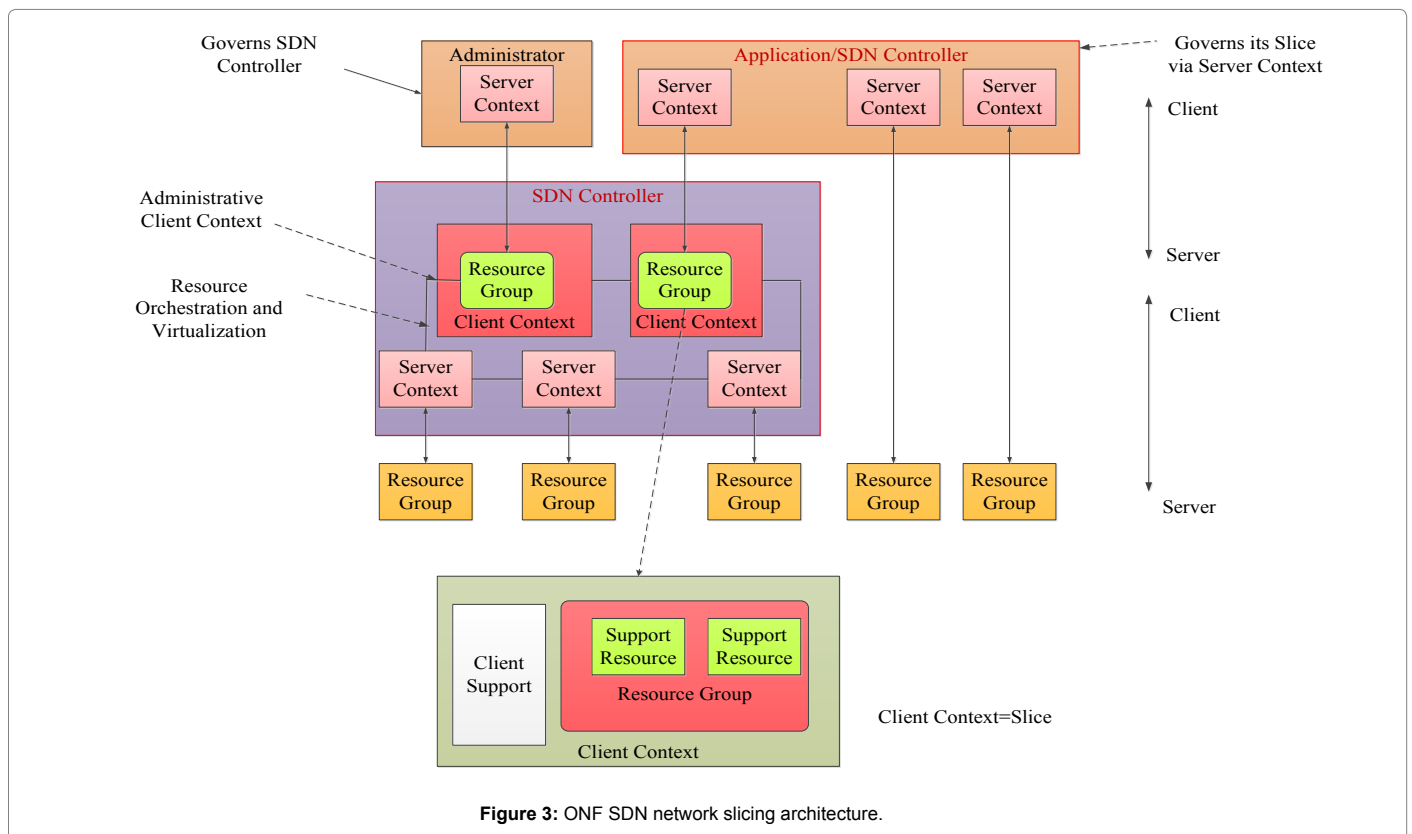 Governs SDN
Controller
Administrator
Server
Context
Application/SDN Controller
Server
Context
Server
Context
Server
Context
Governs its Slice
via Server Context
Client
Server
Client
Server
Administrative
Client Context
Resource
Orchestration and
Virtualization
SDN Controller
Resource
Group
Client Context
Resource
Group
Client Context
Server
Context
Server
Context
Server
Context
Resource
Group
Resource
Group
Resource
Group
Resource
Group
Resource
Group
Client
Support
Support
Resource
Support
Resource
Resource Group
Client Context
Client Context=Slice
Figure 3: ONF SDN network slicing architecture.